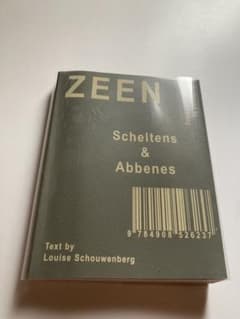 ZEEN
Scheltens
&
Abbenes
9 784908 526237
Text by
Louise Schouwenberg